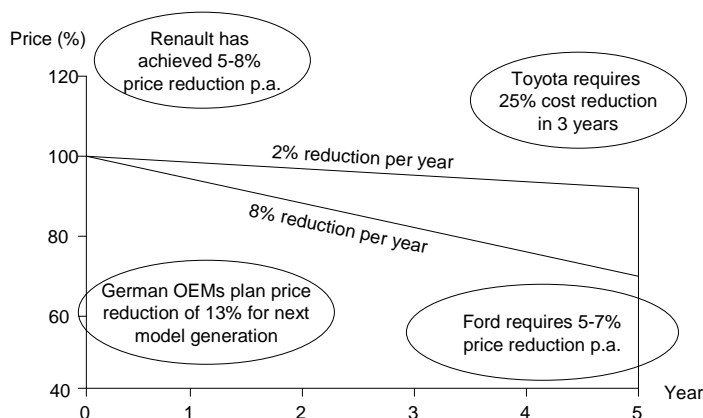 Price (%)
Renault has
achieved 5-8%
price reduction p.a.
120
Toyota requires
25% cost reduction
in 3 years
100
2% reduction per year
8% reduction per year
80
German OEMs plan price
reduction of 13% for next
model generation
60
Ford requires 5-7%
price reduction p.a.
40
Year
0 1 2 3 4 5